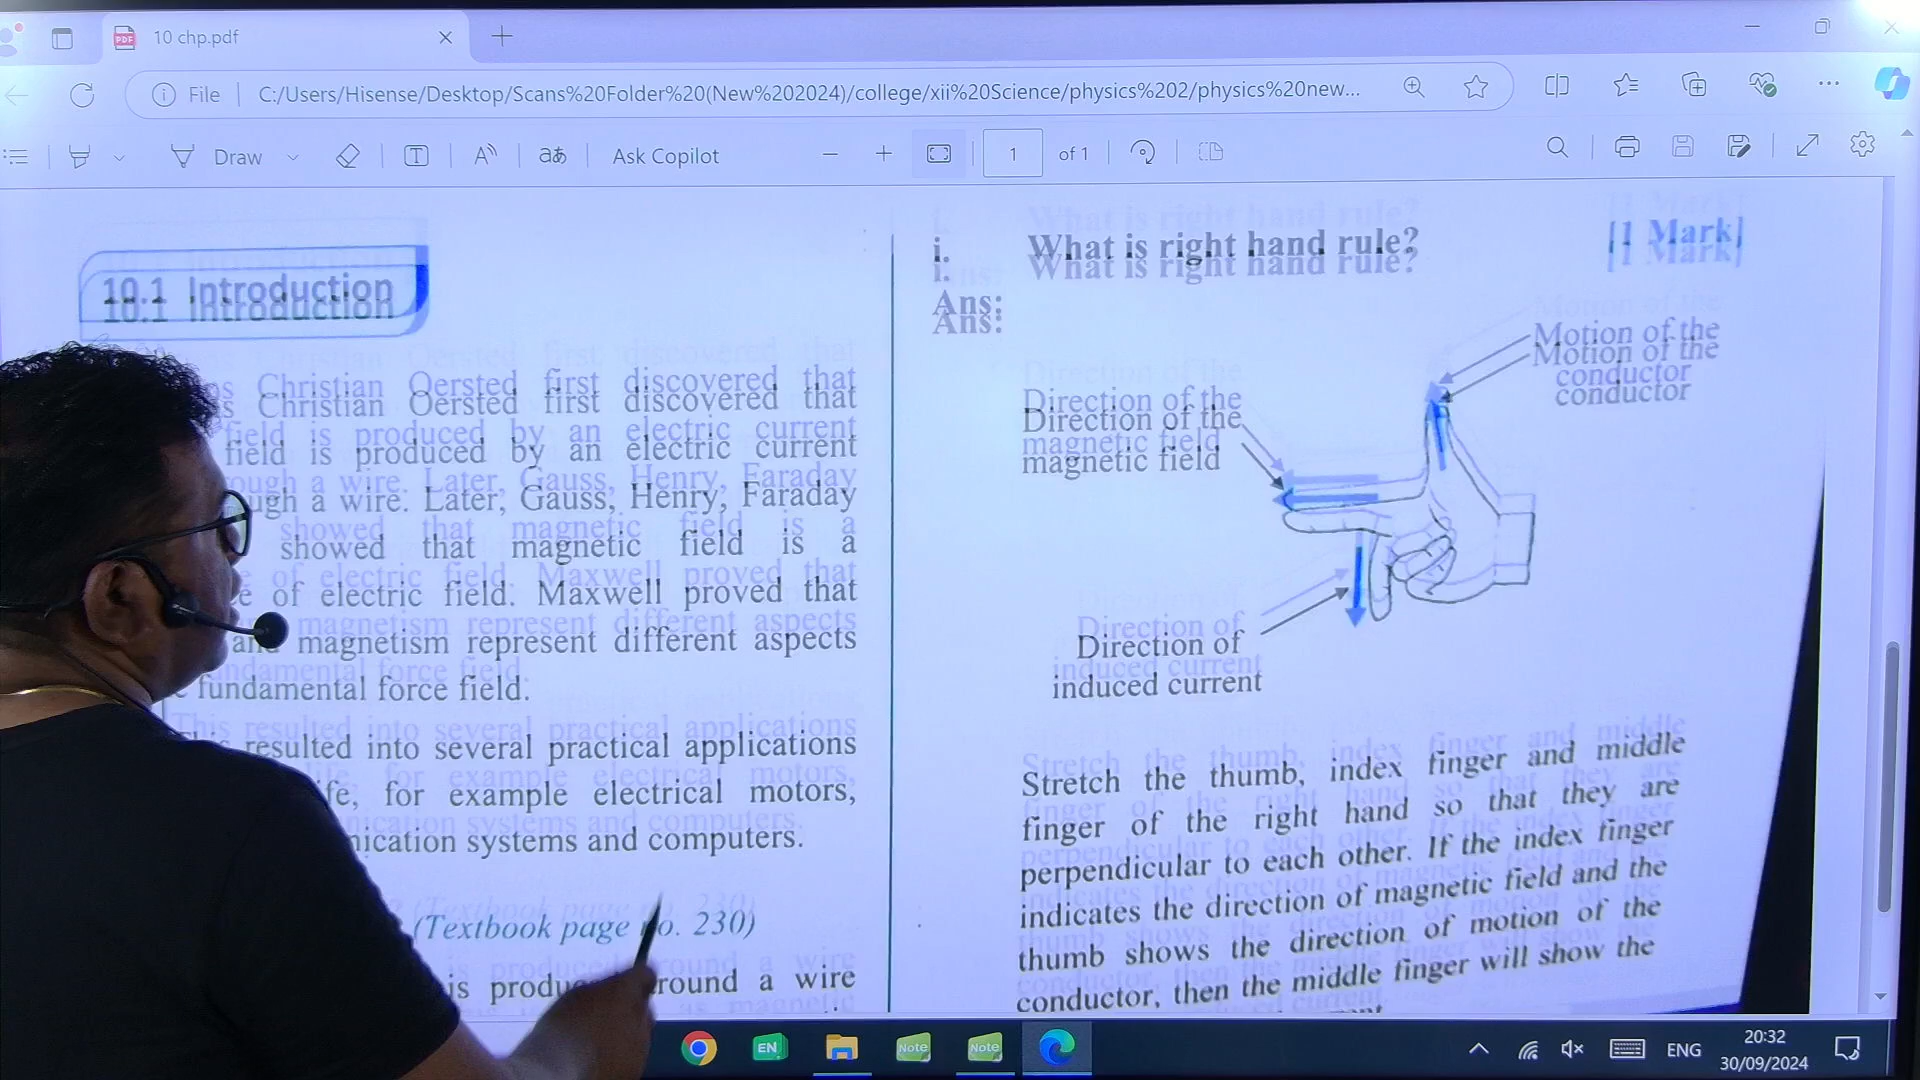 10 chp.pdf
File
C:/Users/Hisense/Desktop/Scans%20Folder%20(New%202024)/college/xii%20Science/physics%202/physics%20new...
Draw
Ask Copilot
1
of 1
10.1 Introduction
Christian Oersted first discovered that
field is produced by an electric current
a wire. Later, Gauss, Henry, Faraday
showed that magnetic field is a
of electric field. Maxwell proved that
magnetism represent different aspects
fundamental force field.
resulted into several practical applications
for example electrical motors,
systems and computers.
(Textbook page no. 230)
is a wire
i. What is right hand rule? [1 Mark]
Ans:
Motion of the
conductor
Direction of the
magnetic field
Direction of
induced current
Stretch the thumb, index finger and middle
finger of the right hand so that they are
perpendicular to each other. If the index finger
indicates the direction of magnetic field and the
thumb shows the direction of motion of the
conductor, then the middle finger will show the
EN
Note
Note
ENG
20:32
30/09/2024